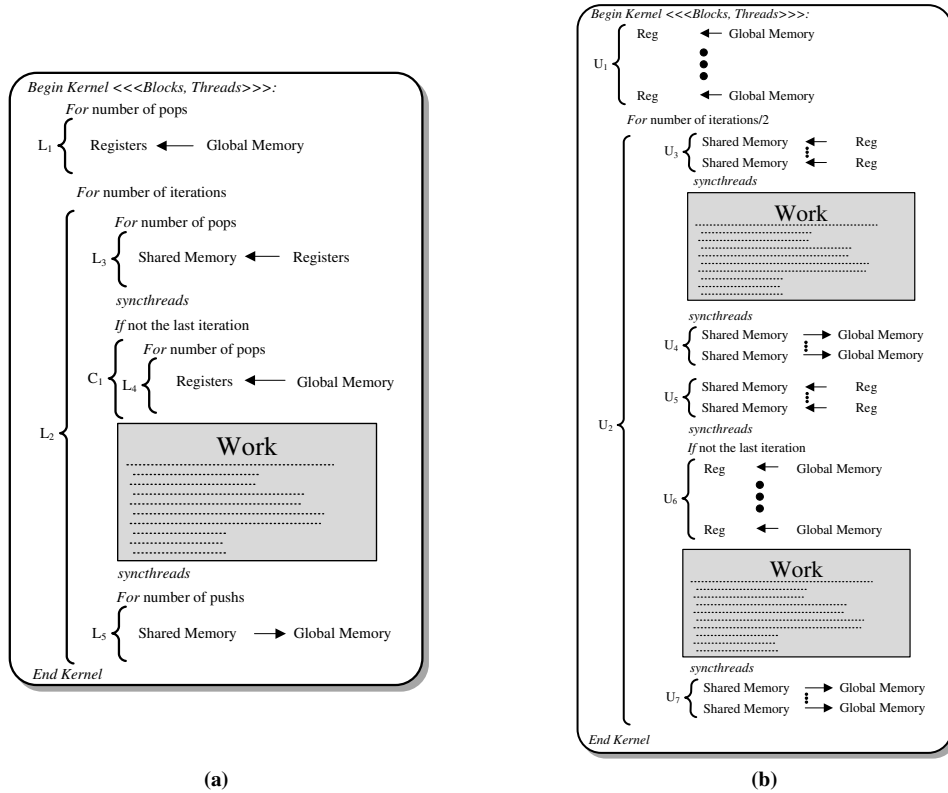 Begin Kernel <<<Blocks, Threads>>>:
For number of pops
L1 Registers Global Memory
For number of iterations
For number of pops
L3 Shared Memory Registers
syncthreads
If not the last iteration
For number of pops
C1 L4 Registers Global Memory
L2
Work
syncthreads
For number of pushs
L5 Shared Memory Global Memory
End Kernel
(a)
Begin Kernel <<<Blocks, Threads>>>:
Reg Global Memory
U1
Reg Global Memory
For number of iterations/2
Shared Memory Reg
U3
Shared Memory Reg
syncthreads
Work
syncthreads
Shared Memory Global Memory
U4
Shared Memory Global Memory
Shared Memory Reg
U5
Shared Memory Reg
U2
syncthreads
If not the last iteration
Reg Global Memory
U6
Reg Global Memory
Work
syncthreads
Shared Memory Global Memory
U7
Shared Memory Global Memory
End Kernel
(b)